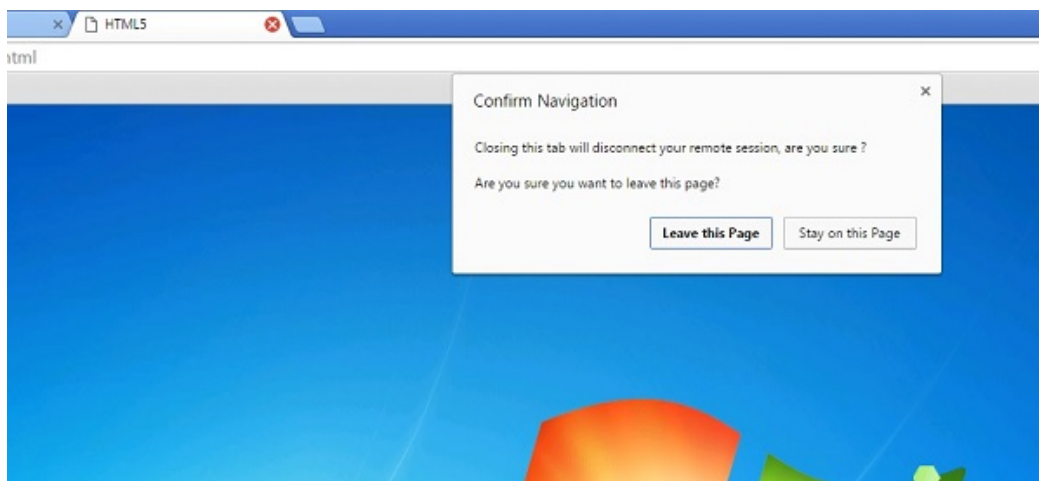 HTML5
html
Confirm Navigation
Closing this tab will disconnect your remote session, are you sure ?
Are you sure you want to leave this page?
Leave this Page
Stay on this Page